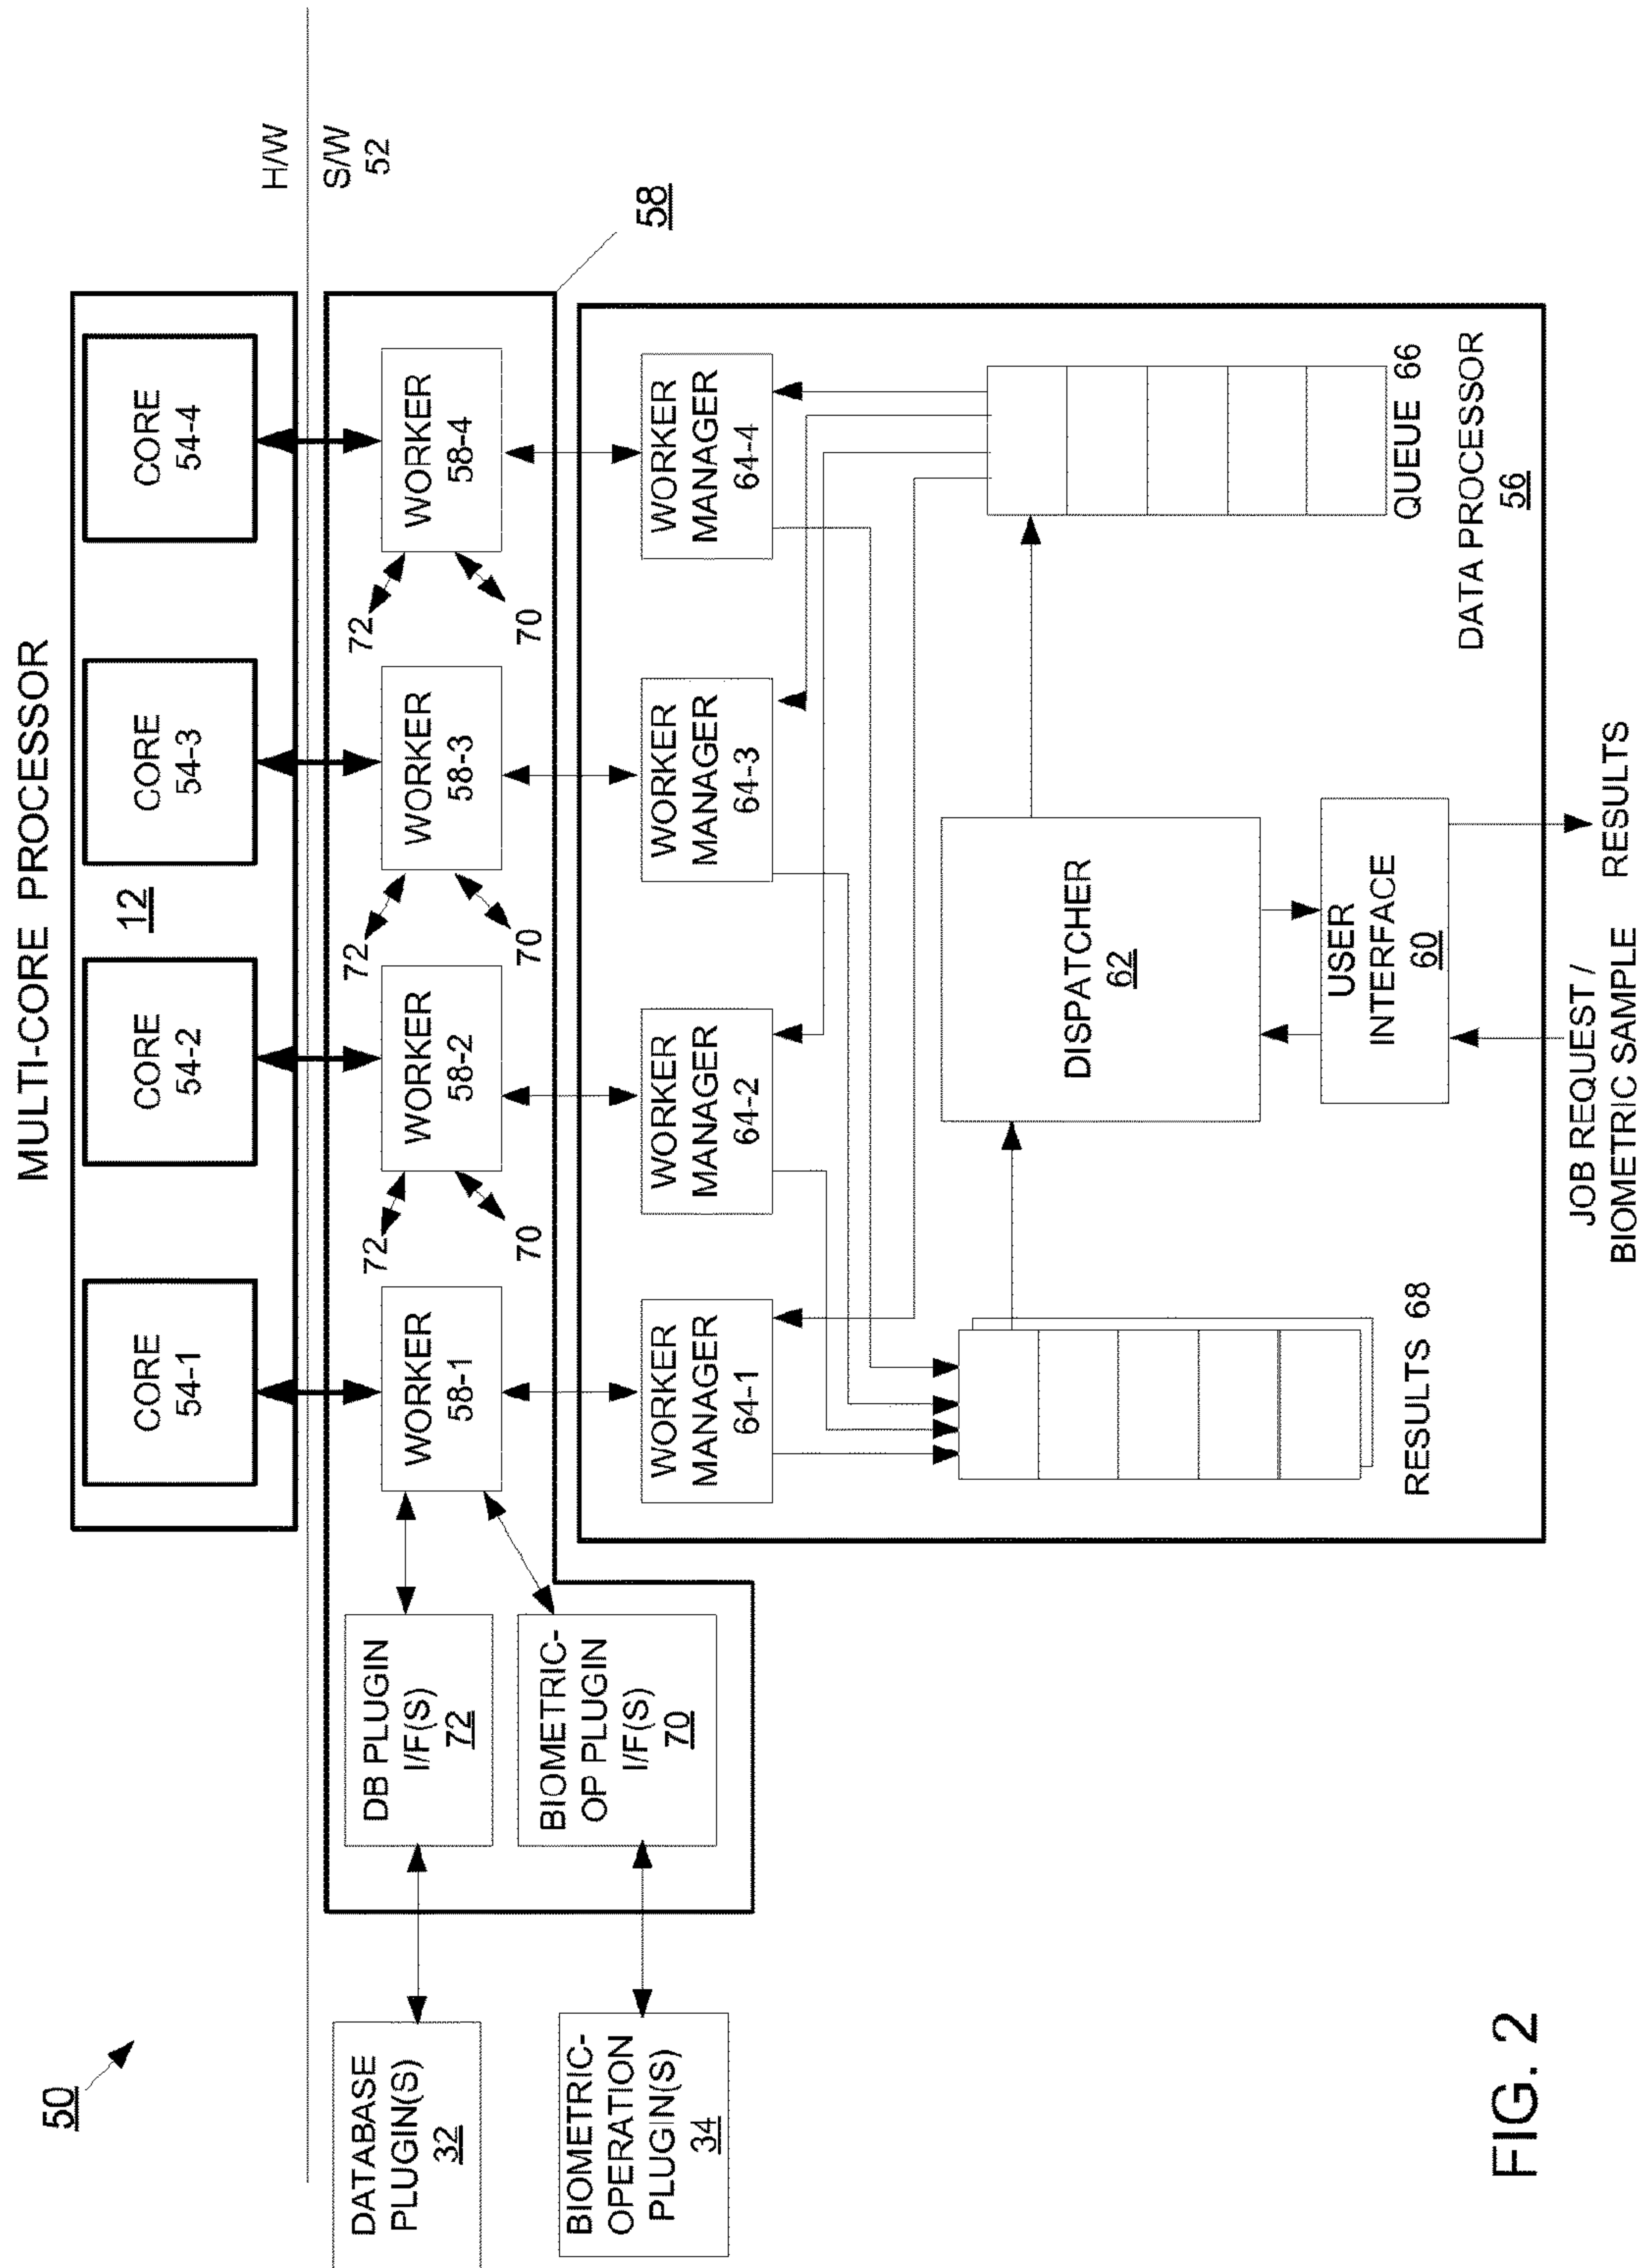 50
MULTI-CORE PROCESSOR
CORE
54-1
CORE
54-2
12
CORE
54-3
CORE
54-4
H/W
S/W
52
DATABASE
PLUGIN(S)
32
DB PLUGIN
I/F(S)
72
WORKER
58-1
72
70
WORKER
58-2
72
70
WORKER
58-3
72
70
WORKER
58-4
58
BIOMETRIC-
OPERATION
PLUGIN(S)
34
BIOMETRIC-
OP PLUGIN
I/F(S)
70
WORKER
MANAGER
64-1
WORKER
MANAGER
64-2
WORKER
MANAGER
64-3
WORKER
MANAGER
64-4
DISPATCHER
62
RESULTS 68
USER
INTERFACE
60
QUEUE 66
DATA PROCESSOR
56
JOB REQUEST /
BIOMETRIC SAMPLE
RESULTS
FIG. 2